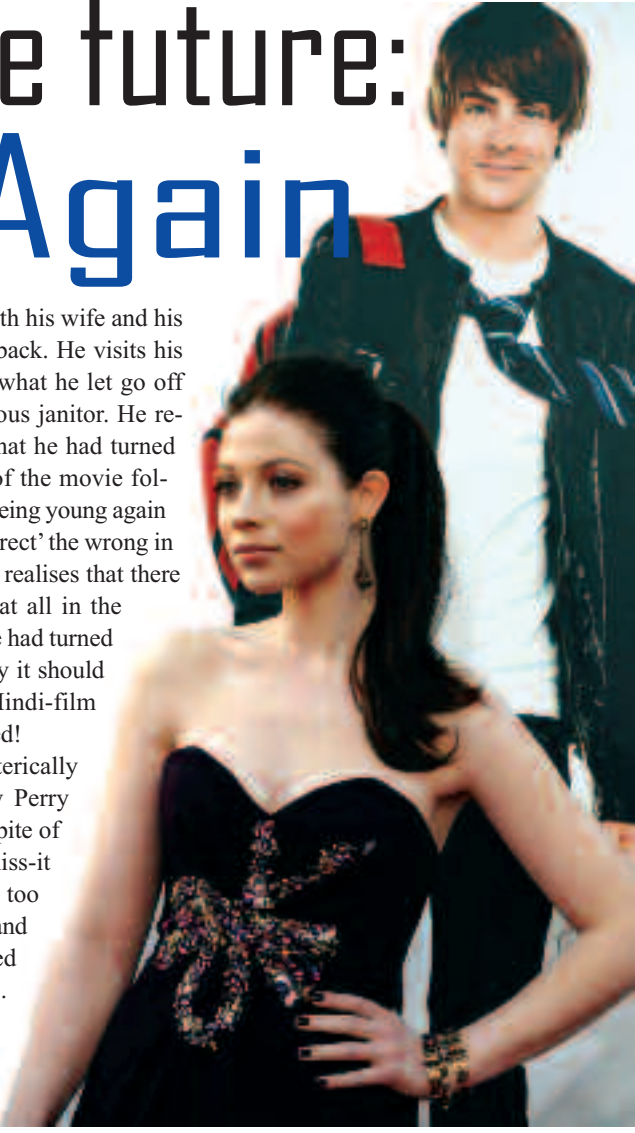 e future:
Again
th his wife and his
back. He visits his
what he let go off
ous janitor. He re-
hat he had turned
of the movie fol-
eing young again
rect’ the wrong in
realises that there
at all in the
e had turned
y it should
Hindi-film
ed!
terically
y Perry
pite of
iss-it
too
and
ed
.